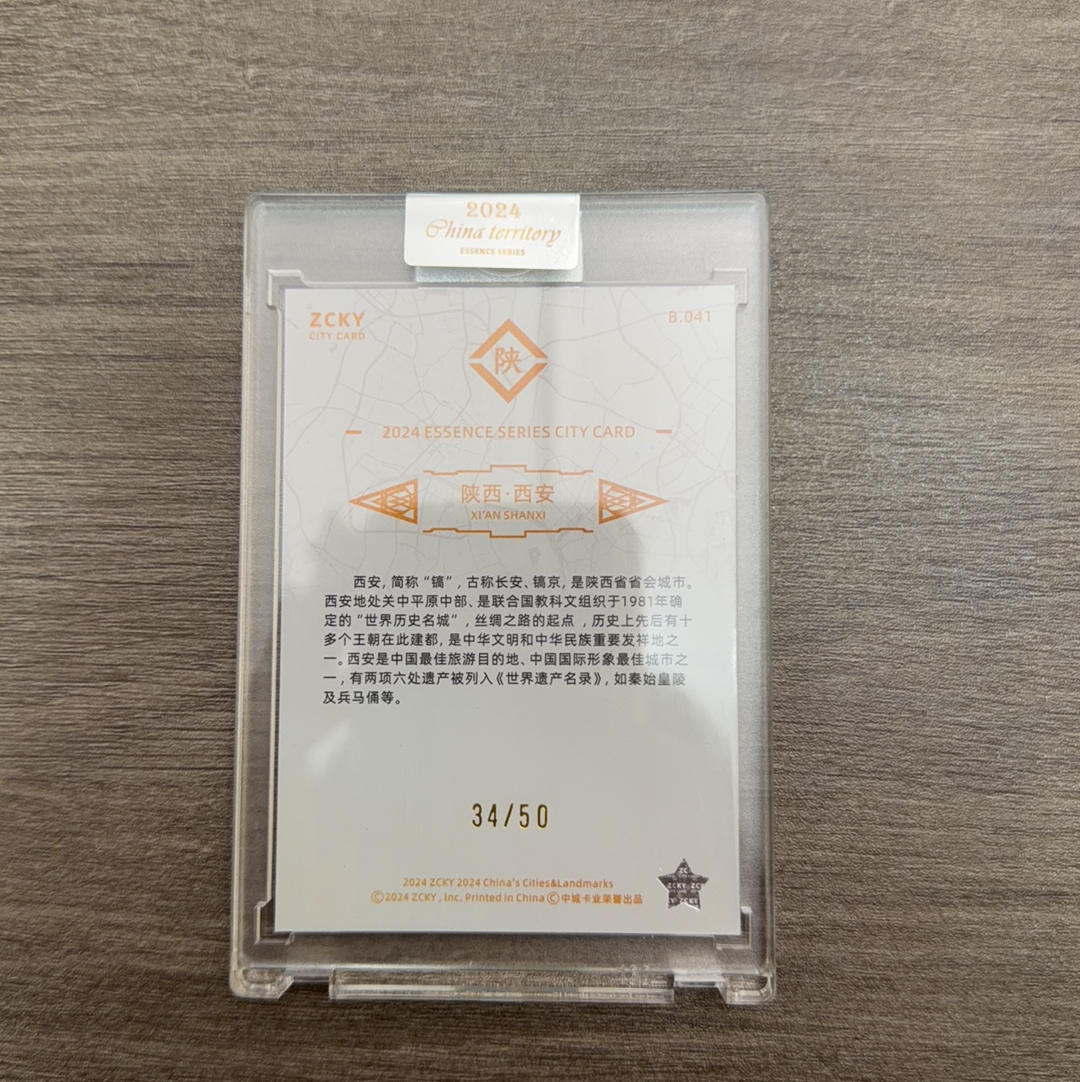 2024
China territory
ESSENCE SERIES
ZCKY
CITY CARD
B.041
陕
2024 ESSENCE SERIES CITY CARD
陕西·西安
XI'AN SHANXI
西安，简称“镐”，古称长安、镐京，是陕西省省会城市。
西安地处关中平原中部、是联合国教科文组织于1981年确
定的“世界历史名城”，丝绸之路的起点，历史上先后有十
多个王朝在此建都，是中华文明和中华民族重要发祥地之
一。西安是中国最佳旅游目的地、中国国际形象最佳城市之
一，有两项六处遗产被列入《世界遗产名录》，如秦始皇陵
及兵马俑等。
34/50
2024 ZCKY 2024 China's Cities&Landmarks
©2024 ZCKY , Inc. Printed in China ©中城卡业荣誉出品
ZCKY